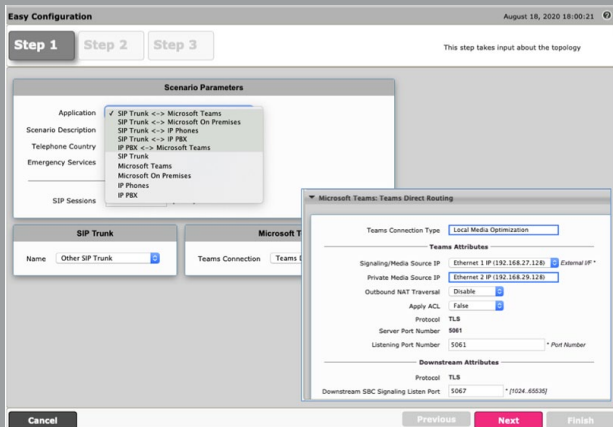 Easy Configuration
August 18, 2020 18:00:21
Step 1 Step 2 Step 3
This step takes input about the topology
Scenario Parameters
Application
✓ SIP Trunk <-> Microsoft Teams
SIP Trunk <-> Microsoft On Premises
SIP Trunk <-> IP Phones
SIP Trunk <-> IP PBX
IP PBX <-> Microsoft Teams
SIP Trunk
Microsoft Teams
Microsoft On Premises
IP Phones
IP PBX
Scenario Description
Telephone Country
Emergency Services
SIP Sessions
SIP Trunk
Name Other SIP Trunk
Microsoft T
Teams Connection Teams
Microsoft Teams: Teams Direct Routing
Teams Connection Type Local Media Optimization
Teams Attributes
Signaling/Media Source IP Ethernet 1 IP (192.168.27.128) External I/F *
Private Media Source IP Ethernet 2 IP (192.168.29.128)
Outbound NAT Traversal Disable
Apply ACL False
Protocol TLS
Server Port Number 5061
Listening Port Number 5061 * Port Number
Downstream Attributes
Protocol TLS
Downstream SBC Signaling Listen Port 5067 * [1024..65535]
Cancel
Previous Next Finish